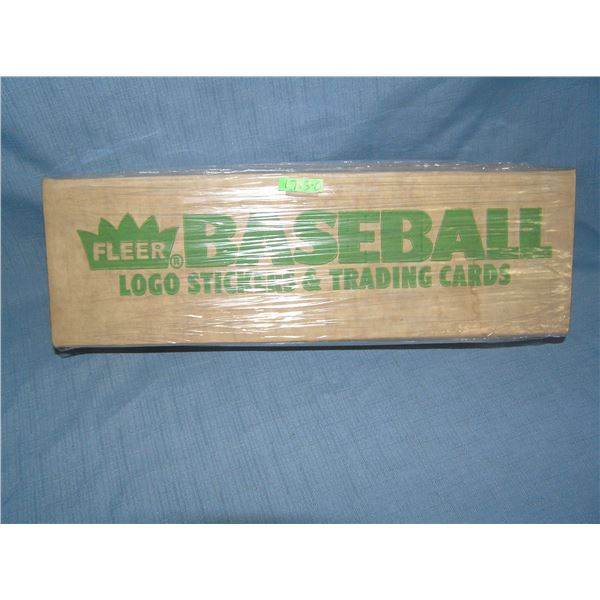 FLEER® BASEBALL
LOGO STICKERS & TRADING CARDS